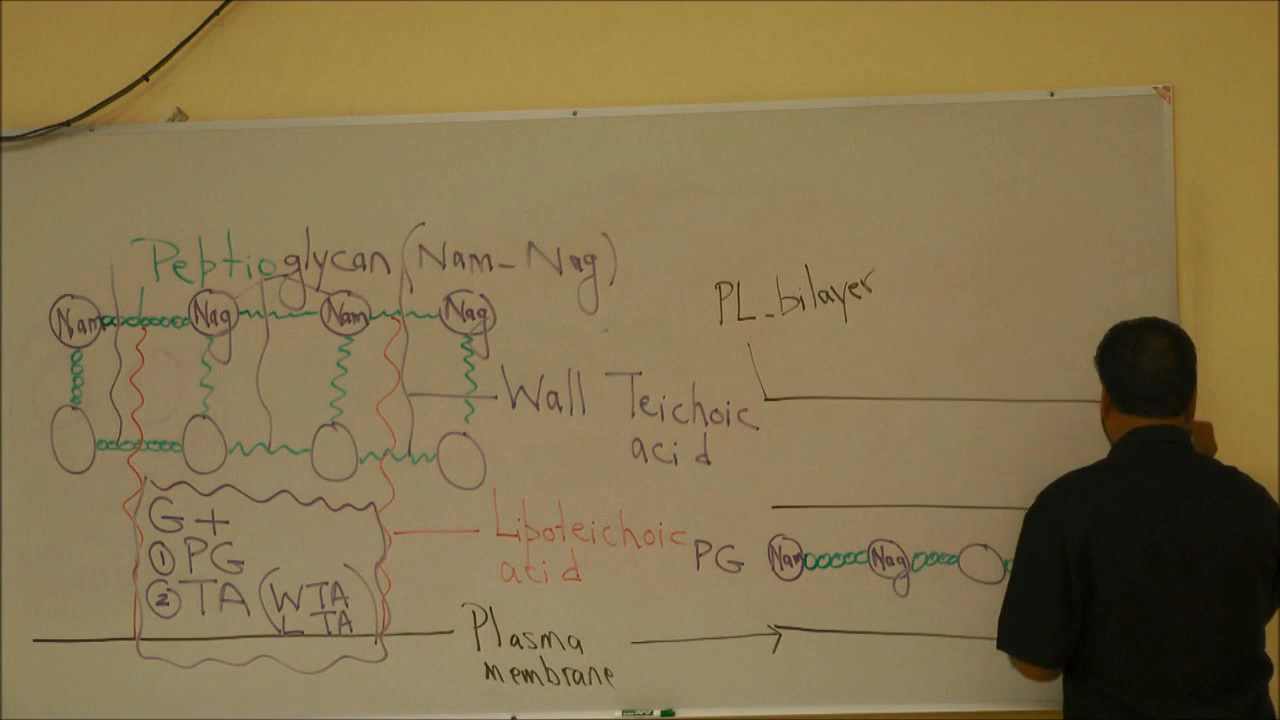 Peptioglycan (Nam-Nag)
Nam Nag Nam Nag
Wall Teichoic
acid
G+
① PG
② TA (WTA
LTA)
Lipoteichoic
acid
Plasma
membrane
PL-bilayer
PG Nam Nag